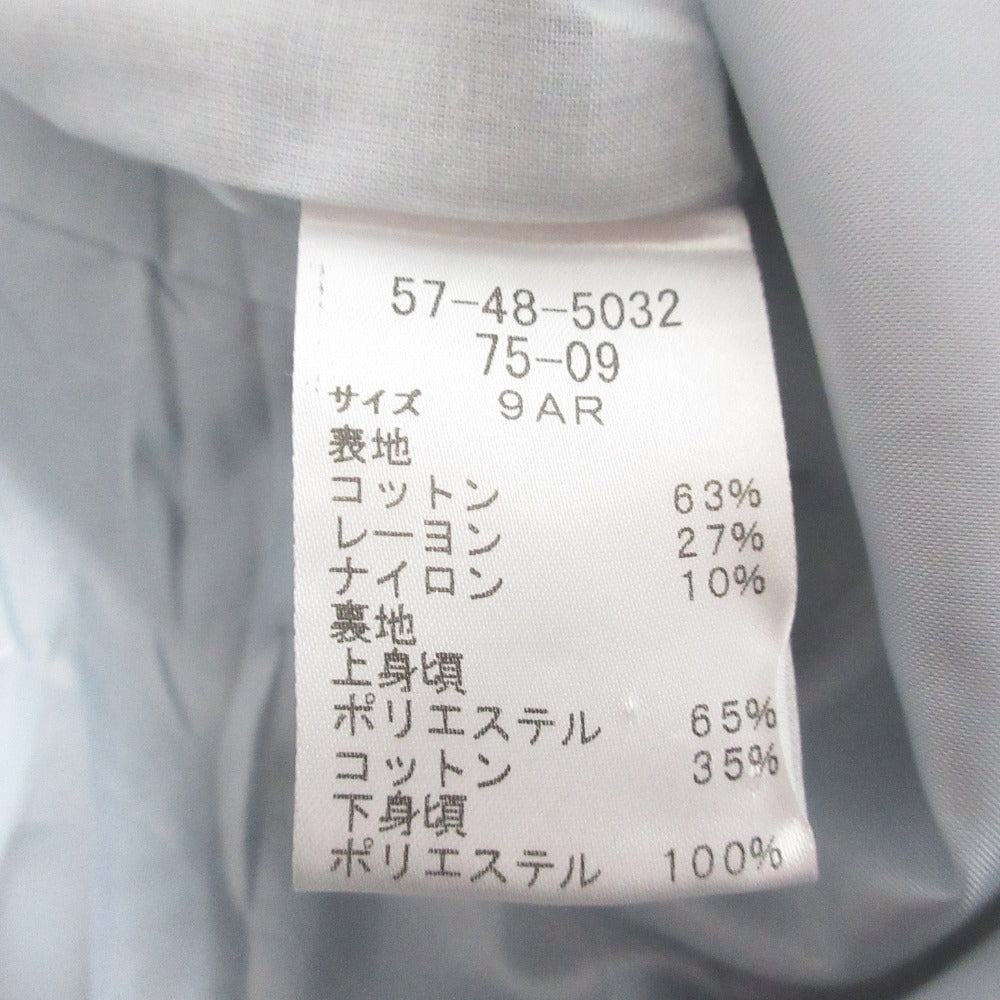 57-48-5032
75-09
サイズ 9AR
表地
コットン 63%
レーヨン 27%
ナイロン 10%
裏地
上身頃
ポリエステル 65%
コットン 35%
下身頃
ポリエステル 100%